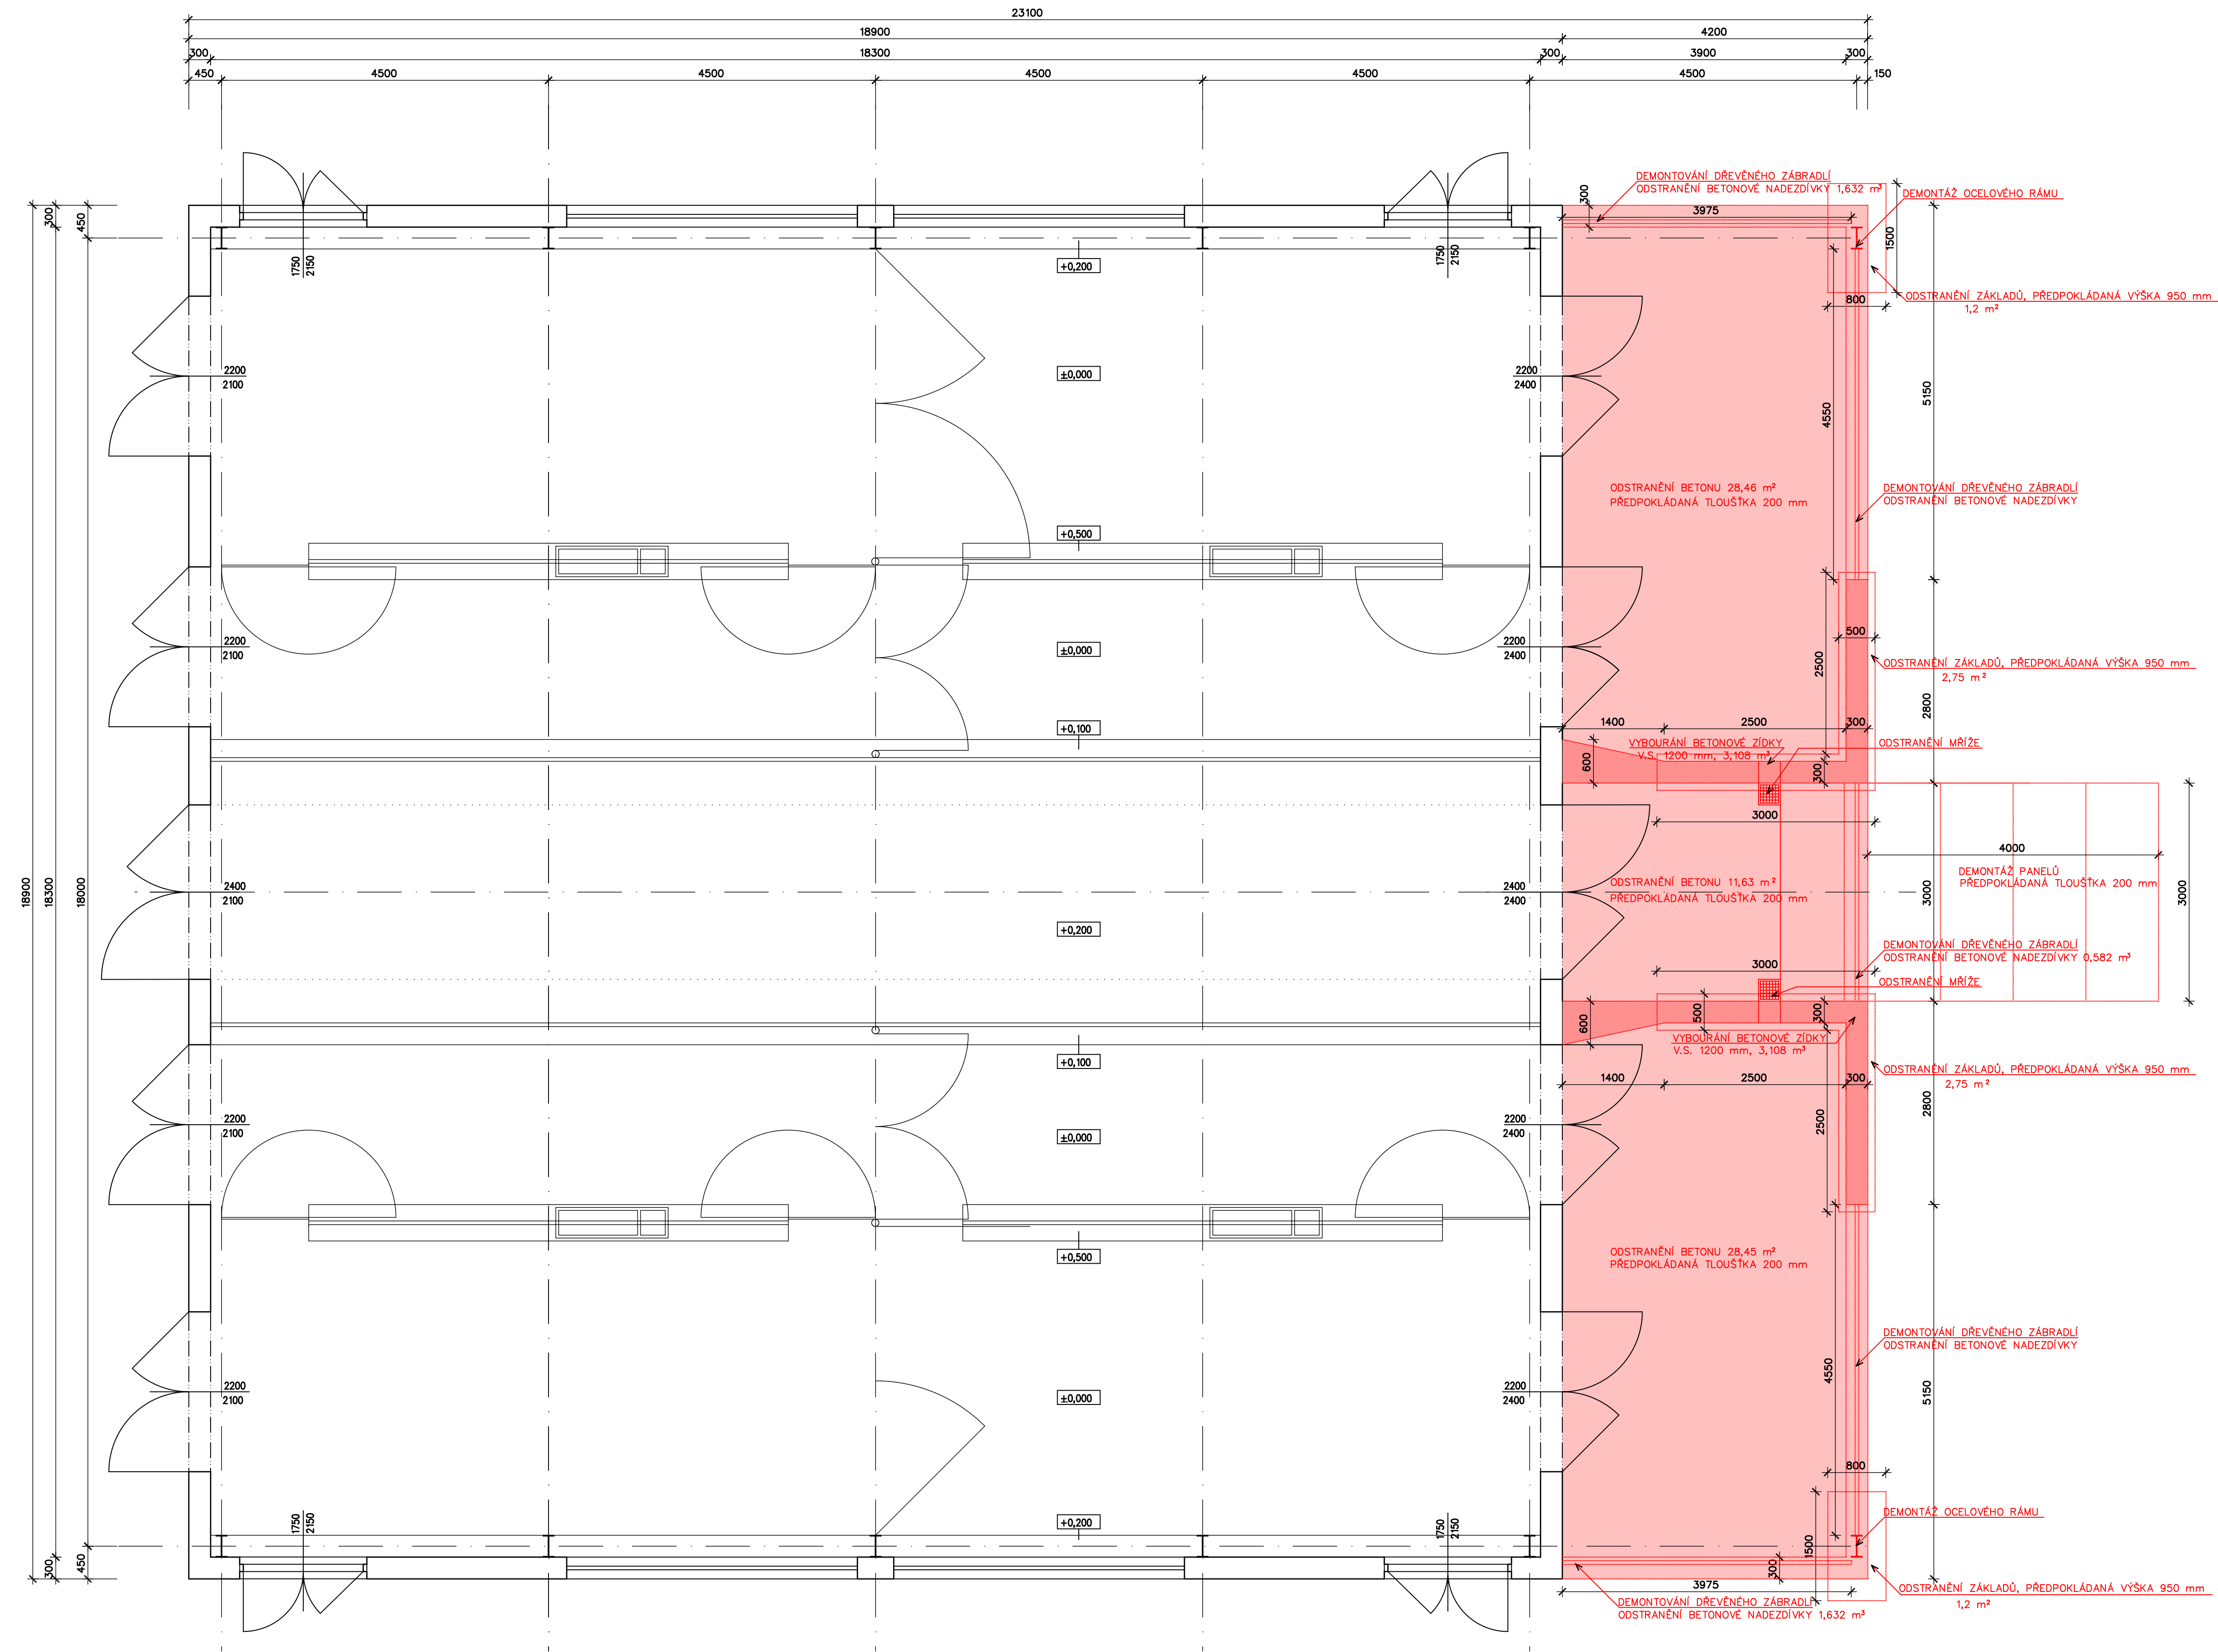 23100
18900
4200
300
18300
300
3900
300
450
4500
4500
4500
4500
4500
150
DEMONTOVÁNÍ DŘEVĚNÉHO ZÁBRADLÍ
ODSTRANĚNÍ BETONOVÉ NADEZDÍVKY 1,632 m³
DEMONTÁŽ OCELOVÉHO RÁMU
300
3975
1500
300
450
1750
2150
+0,200
1750
2150
ODSTRANĚNÍ ZÁKLADŮ, PŘEDPOKLÁDANÁ VÝŠKA 950 mm
1,2 m²
800
2200
2100
±0,000
2200
2400
4550
5150
ODSTRANĚNÍ BETONU 28,46 m²
PŘEDPOKLÁDANÁ TLOUŠŤKA 200 mm
DEMONTOVÁNÍ DŘEVĚNÉHO ZÁBRADLÍ
ODSTRANĚNÍ BETONOVÉ NADEZDÍVKY
+0,500
500
2200
2100
±0,000
2200
2400
2500
ODSTRANĚNÍ ZÁKLADŮ, PŘEDPOKLÁDANÁ VÝŠKA 950 mm
2,75 m²
2800
+0,100
1400
2500
300
VYBOURÁNÍ BETONOVÉ ZÍDKY
V.S. 1200 mm, 3,108 m³
ODSTRANĚNÍ MŘÍŽE
600
300
3000
4000
DEMONTÁŽ PANELŮ
PŘEDPOKLÁDANÁ TLOUŠŤKA 200 mm
18900
18300
18000
2400
2100
2400
2400
ODSTRANĚNÍ BETONU 11,63 m²
PŘEDPOKLÁDANÁ TLOUŠŤKA 200 mm
3000
3000
+0,200
DEMONTOVÁNÍ DŘEVĚNÉHO ZÁBRADLÍ
ODSTRANĚNÍ BETONOVÉ NADEZDÍVKY 0,582 m³
3000
ODSTRANĚNÍ MŘÍŽE
600
500
300
VYBOURÁNÍ BETONOVÉ ZÍDKY
V.S. 1200 mm, 3,108 m³
+0,100
ODSTRANĚNÍ ZÁKLADŮ, PŘEDPOKLÁDANÁ VÝŠKA 950 mm
2,75 m²
1400
2500
300
2200
2100
±0,000
2200
2400
2500
2800
+0,500
ODSTRANĚNÍ BETONU 28,45 m²
PŘEDPOKLÁDANÁ TLOUŠŤKA 200 mm
DEMONTOVÁNÍ DŘEVĚNÉHO ZÁBRADLÍ
ODSTRANĚNÍ BETONOVÉ NADEZDÍVKY
2200
2100
±0,000
2200
2400
4550
5150
800
DEMONTÁŽ OCELOVÉHO RÁMU
1750
2150
+0,200
1750
2150
1500
300
450
300
3975
ODSTRANĚNÍ ZÁKLADŮ, PŘEDPOKLÁDANÁ VÝŠKA 950 mm
1,2 m²
DEMONTOVÁNÍ DŘEVĚNÉHO ZÁBRADLÍ
ODSTRANĚNÍ BETONOVÉ NADEZDÍVKY 1,632 m³